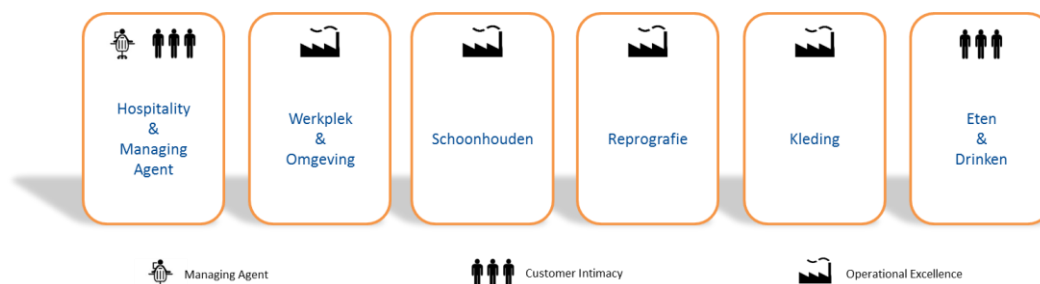 Hospitality
&
Managing
Agent
Werkplek
&
Omgeving
Schoonhouden
Reprografie
Kleding
Eten
&
Drinken
Managing Agent
Customer Intimacy
Operational Excellence